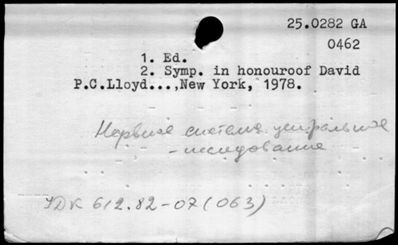 25.0282 GA
0462
1. Ed.
2. Symp. in honouroof David
P.C.Lloyd...,New York, 1978.
Нервная система центральная
- исследование
УДК 612.82-07(063)